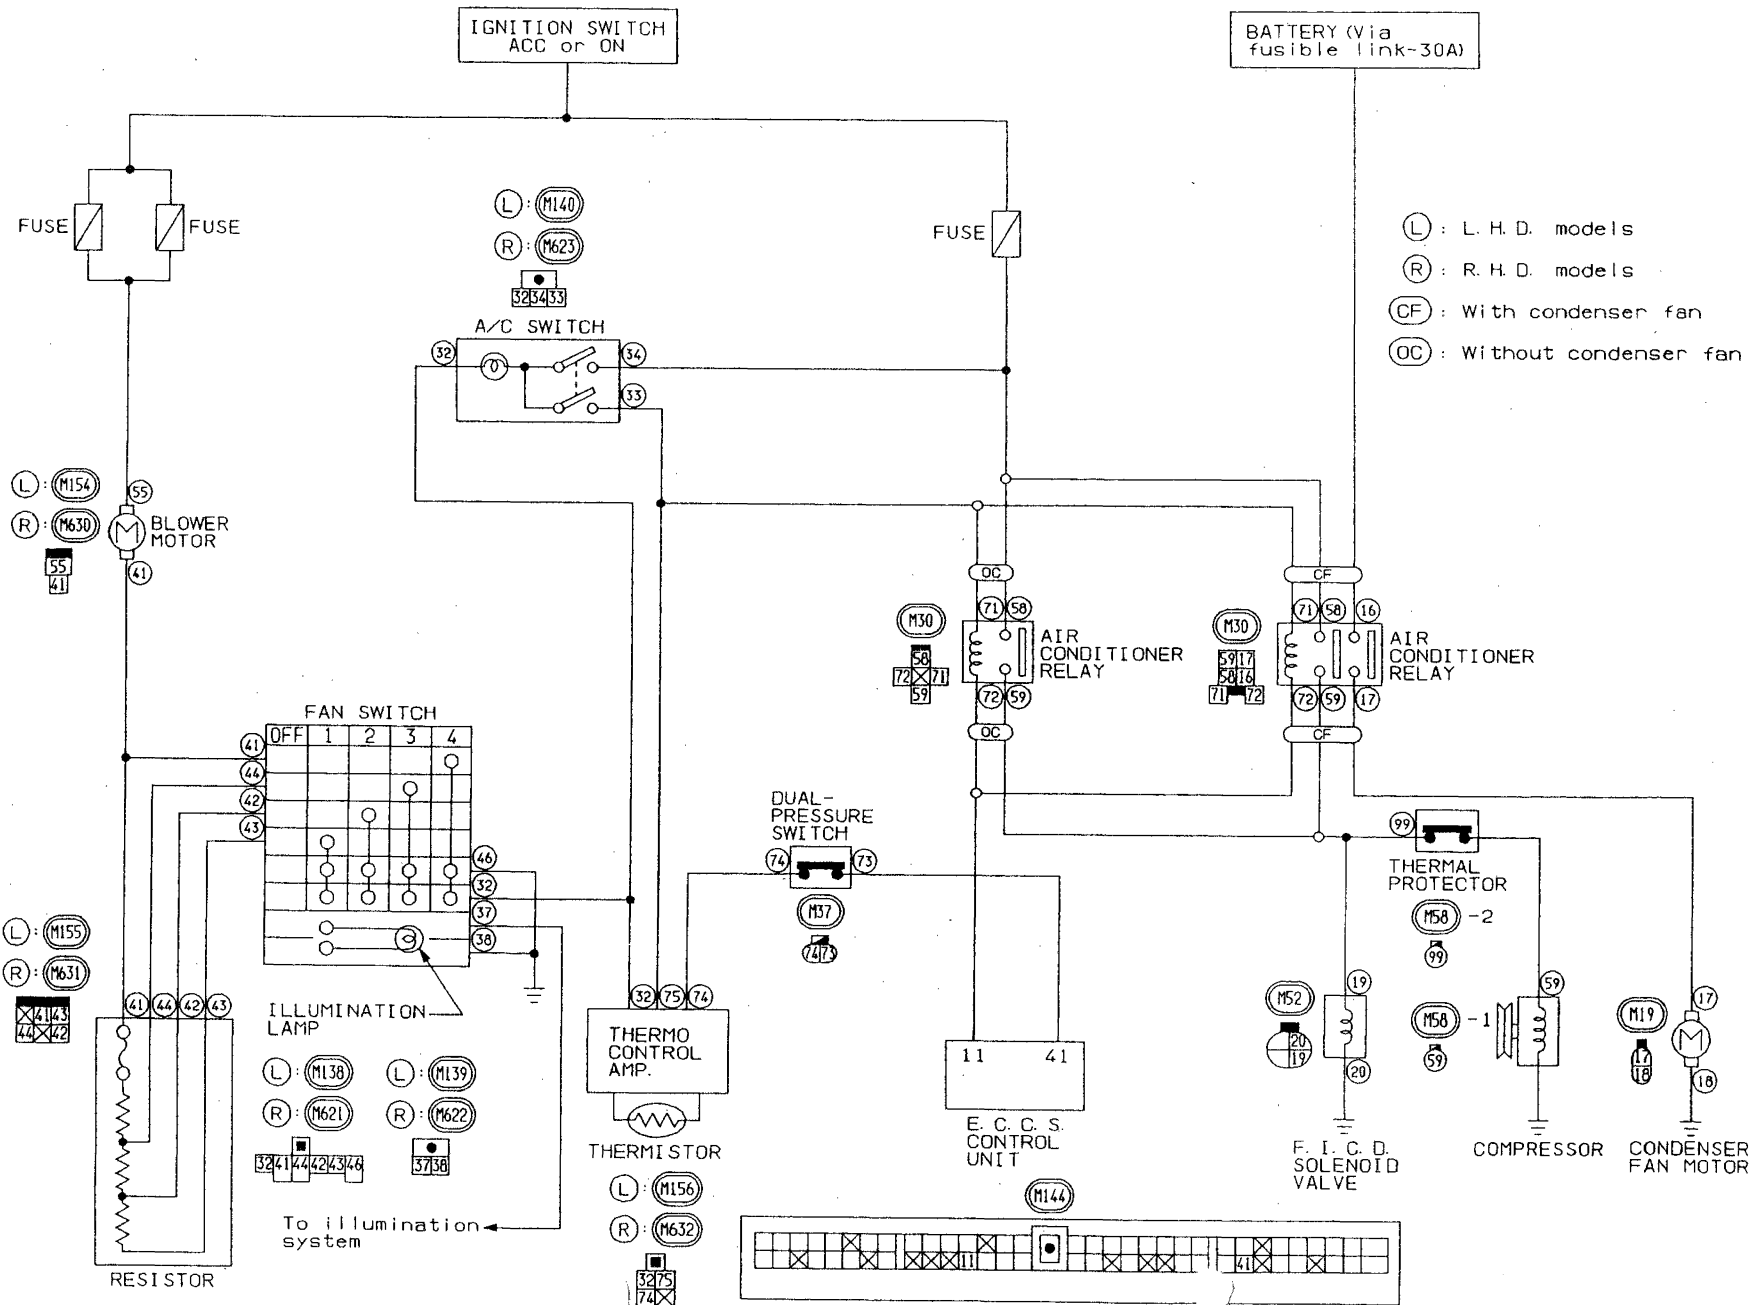 IGNITION SWITCH
ACC or ON
BATTERY (Via
fusible link-30A)
FUSE
FUSE
FUSE
L : M140
R : M623
32 34 33
A/C SWITCH
32
34
33
L : L. H. D. models
R : R. H. D. models
CF : With condenser fan
OC : Without condenser fan
L : M154
R : M630
55
41
55
BLOWER
MOTOR
41
OC
CF
M30
58
72 71
59
71 58
AIR
CONDITIONER
RELAY
72 59
OC
M30
59 17
58 16
71 72
71 58 16
AIR
CONDITIONER
RELAY
72 59 17
CF
FAN SWITCH
OFF 1 2 3 4
41
44
42
43
46
32
37
38
ILLUMINATION
LAMP
DUAL-
PRESSURE
SWITCH
74 73
M37
74 73
99
THERMAL
PROTECTOR
M58 -2
99
L : M155
R : M631
41 43
44 42
41 44 42 43
RESISTOR
L : M138
R : M621
32 41 44 42 43 46
L : M139
R : M622
37 38
To illumination
system
32 75 74
THERMO
CONTROL
AMP.
THERMISTOR
L : M156
R : M632
32 75
74
11 41
E. C. C. S.
CONTROL
UNIT
M144
11 41
M52
20
19
19
20
F. I. C. D.
SOLENOID
VALVE
M58 -1
59
59
COMPRESSOR
M19
17
18
17
M
18
CONDENSER
FAN MOTOR
M